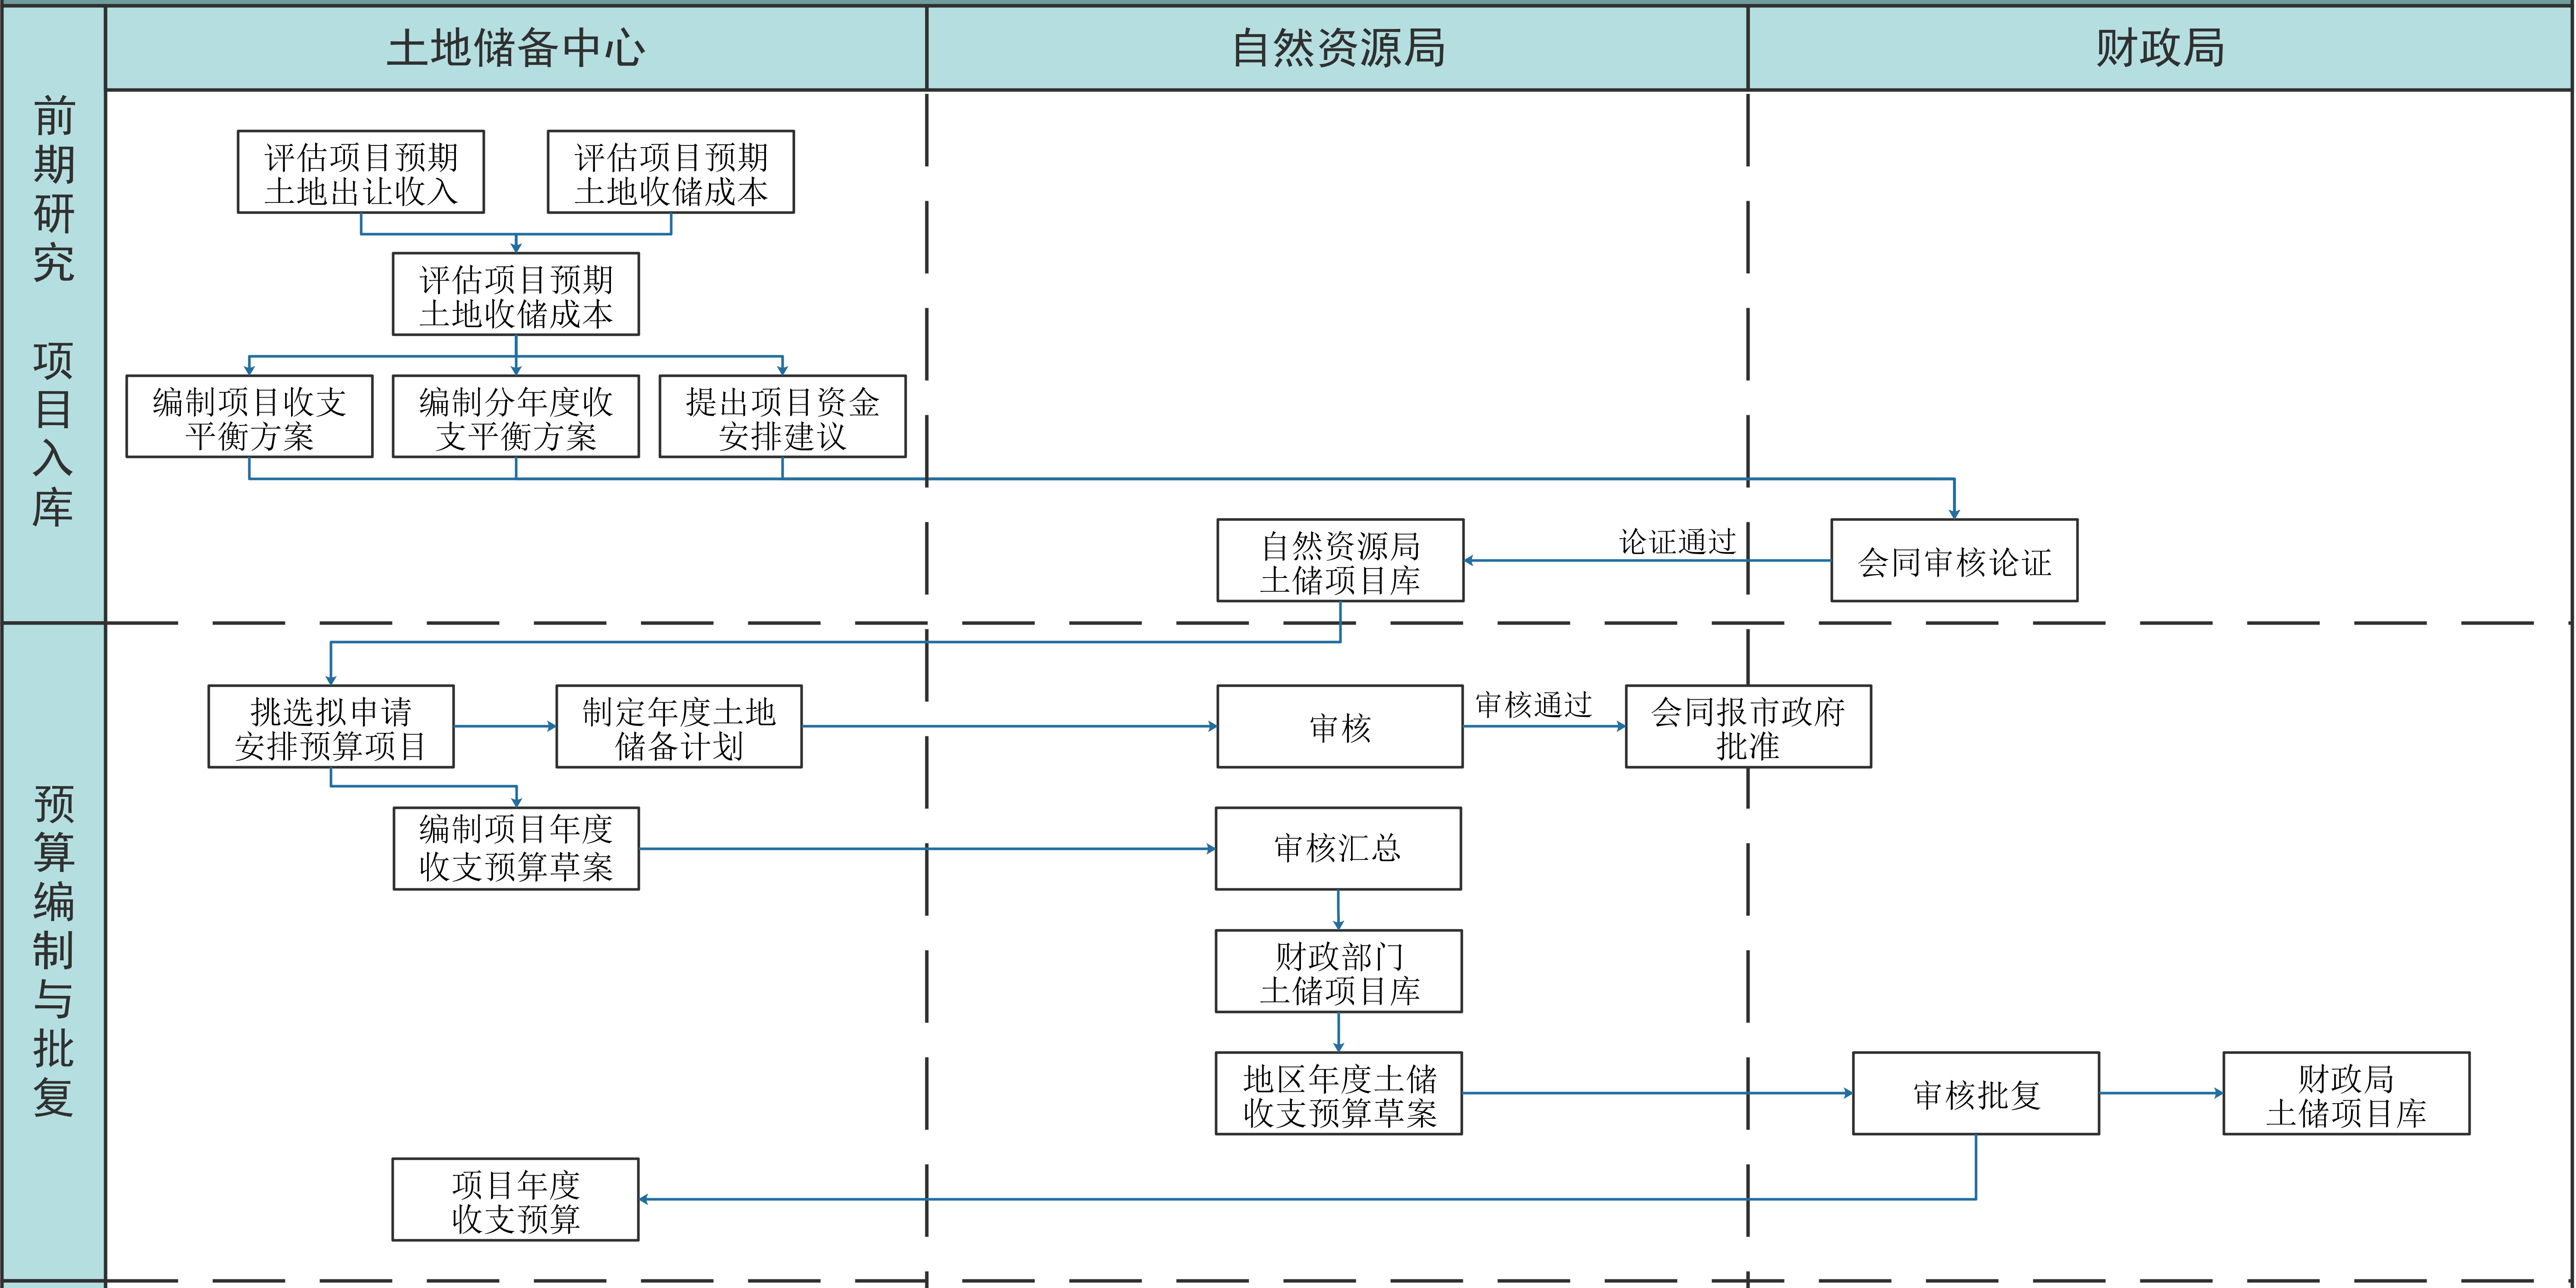 土地储备中心
自然资源局
财政局
前期研究 项目入库
评估项目预期
土地出让收入
评估项目预期
土地收储成本
评估项目预期
土地收储成本
编制项目收支
平衡方案
编制分年度收
支平衡方案
提出项目资金
安排建议
自然资源局
土储项目库
论证通过
会同审核论证
预算编制与批复
挑选拟申请
安排预算项目
制定年度土地
储备计划
审核
审核通过
会同报市政府
批准
编制项目年度
收支预算草案
审核汇总
财政部门
土储项目库
地区年度土储
收支预算草案
审核批复
财政局
土储项目库
项目年度
收支预算